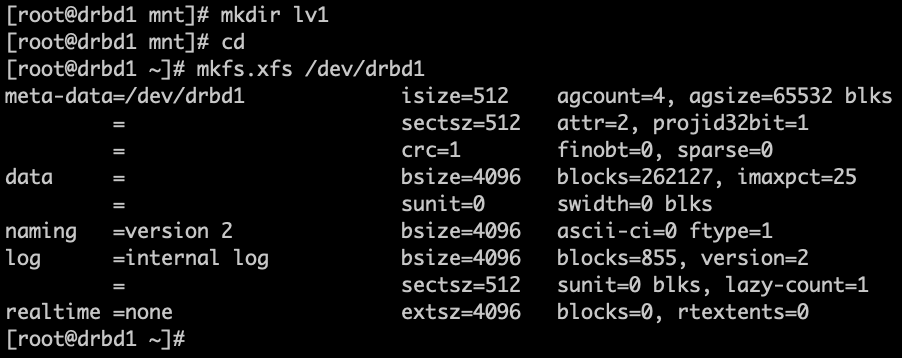 [root@drbd1 mnt]# mkdir lv1
[root@drbd1 mnt]# cd
[root@drbd1 ~]# mkfs.xfs /dev/drbd1
meta-data=/dev/drbd1             isize=512    agcount=4, agsize=65532 blks
         =                       sectsz=512   attr=2, projid32bit=1
         =                       crc=1        finobt=0, sparse=0
data     =                       bsize=4096   blocks=262127, imaxpct=25
         =                       sunit=0      swidth=0 blks
naming   =version 2              bsize=4096   ascii-ci=0 ftype=1
log      =internal log           bsize=4096   blocks=855, version=2
         =                       sectsz=512   sunit=0 blks, lazy-count=1
realtime =none                   extsz=4096   blocks=0, rtextents=0
[root@drbd1 ~]#